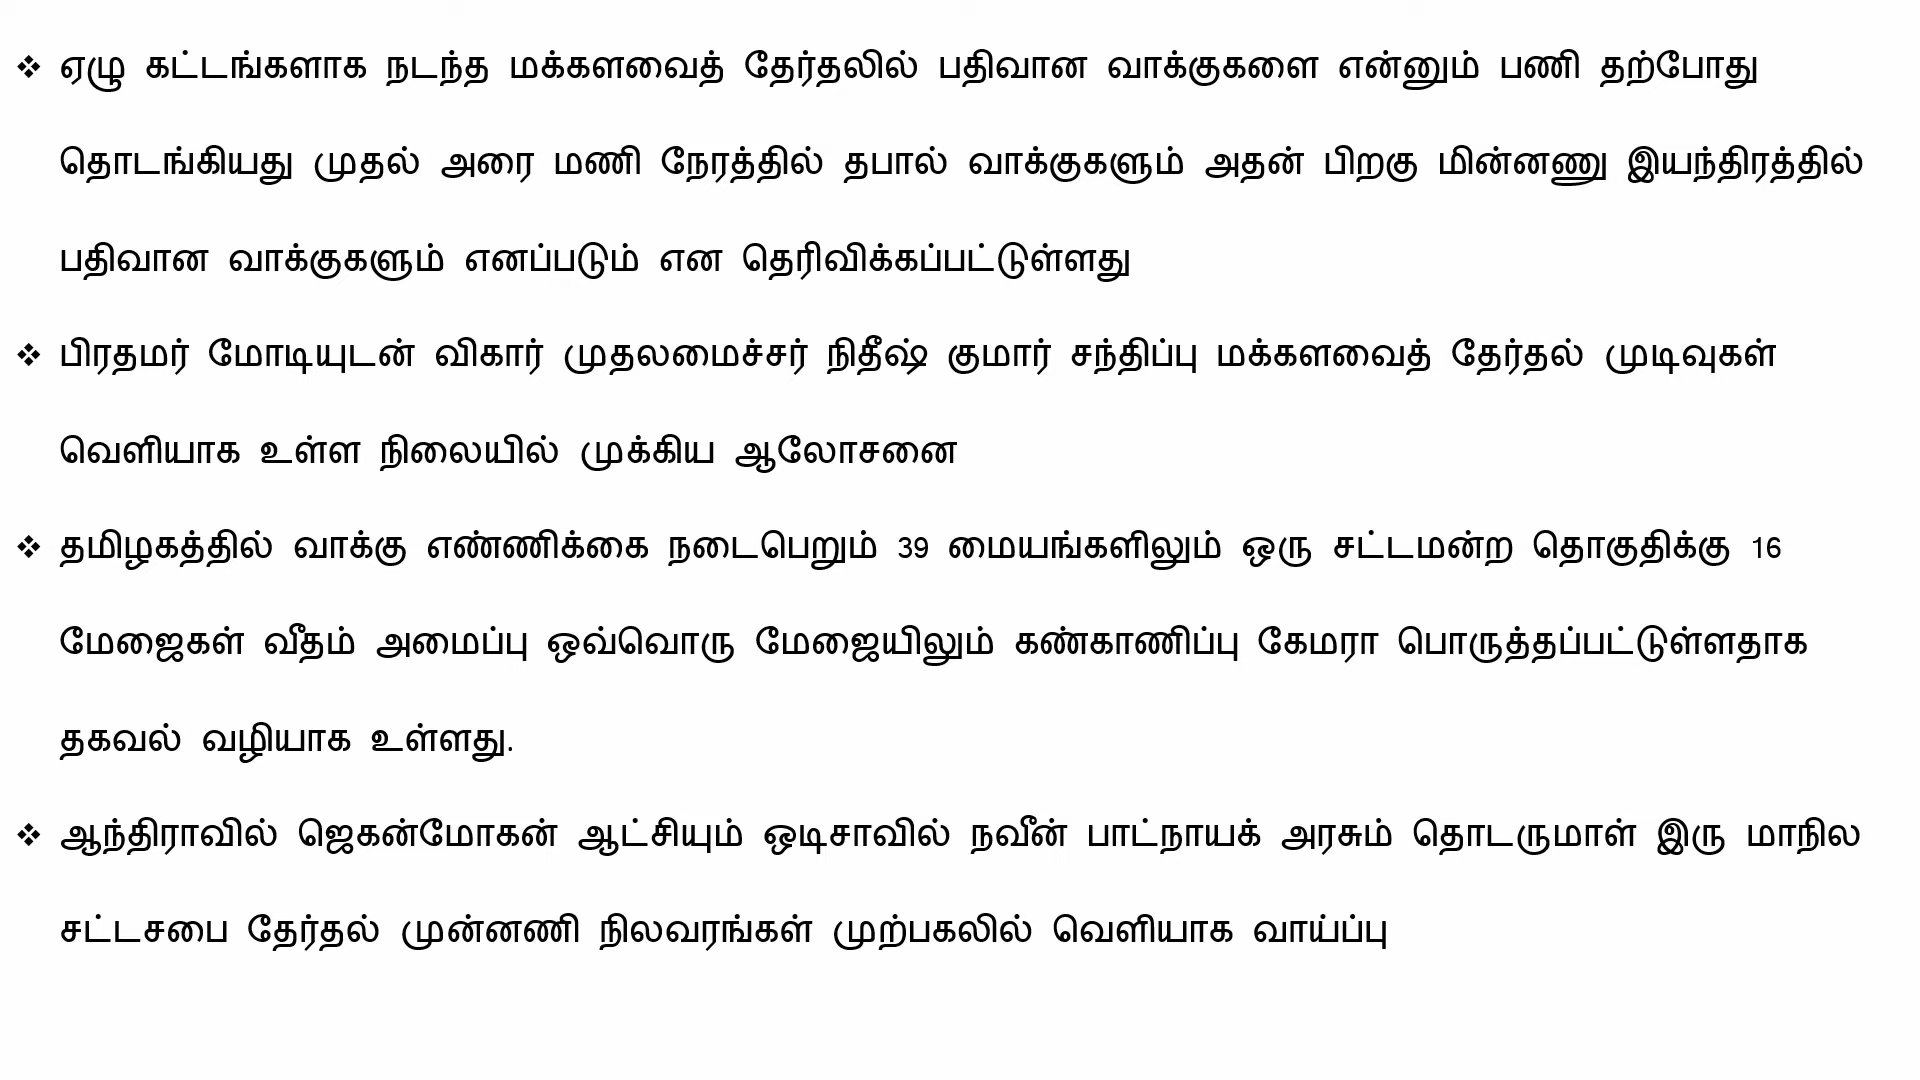 ❖ ஏழு கட்டங்களாக நடந்த மக்களவைத் தேர்தலில் பதிவான வாக்குகளை என்னும் பணி தற்போது
தொடங்கியது முதல் அரை மணி நேரத்தில் தபால் வாக்குகளும் அதன் பிறகு மின்னணு இயந்திரத்தில்
பதிவான வாக்குகளும் எனப்படும் என தெரிவிக்கப்பட்டுள்ளது
❖ பிரதமர் மோடியுடன் விகார் முதலமைச்சர் நிதீஷ் குமார் சந்திப்பு மக்களவைத் தேர்தல் முடிவுகள்
வெளியாக உள்ள நிலையில் முக்கிய ஆலோசனை
❖ தமிழகத்தில் வாக்கு எண்ணிக்கை நடைபெறும் 39 மையங்களிலும் ஒரு சட்டமன்ற தொகுதிக்கு 16
மேஜைகள் வீதம் அமைப்பு ஒவ்வொரு மேஜையிலும் கண்காணிப்பு கேமரா பொருத்தப்பட்டுள்ளதாக
தகவல் வழியாக உள்ளது.
❖ ஆந்திராவில் ஜெகன்மோகன் ஆட்சியும் ஒடிசாவில் நவீன் பாட்நாயக் அரசும் தொடருமாள் இரு மாநில
சட்டசபை தேர்தல் முன்னணி நிலவரங்கள் முற்பகலில் வெளியாக வாய்ப்பு